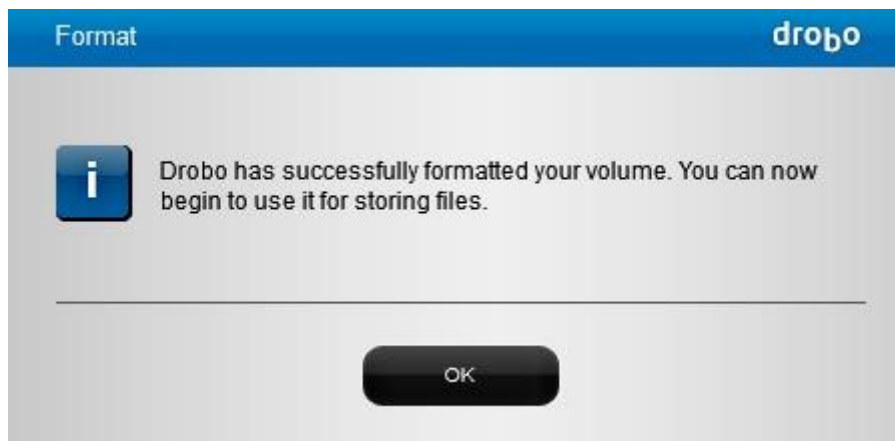 Format
drobo
i
Drobo has successfully formatted your volume. You can now
begin to use it for storing files.
OK